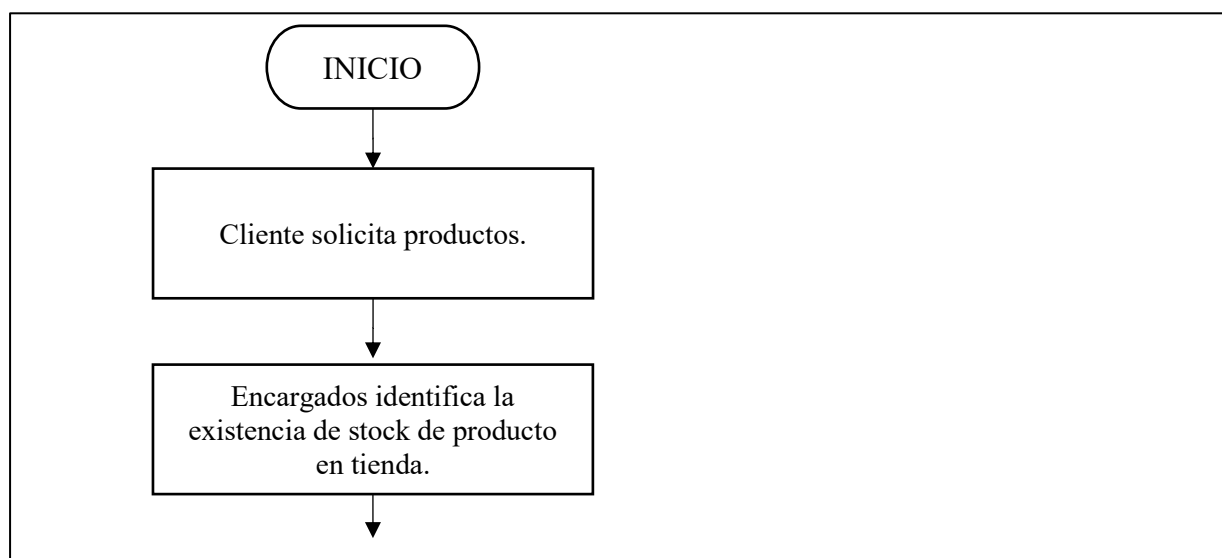 INICIO
Cliente solicita productos.
Encargados identifica la
existencia de stock de producto
en tienda.